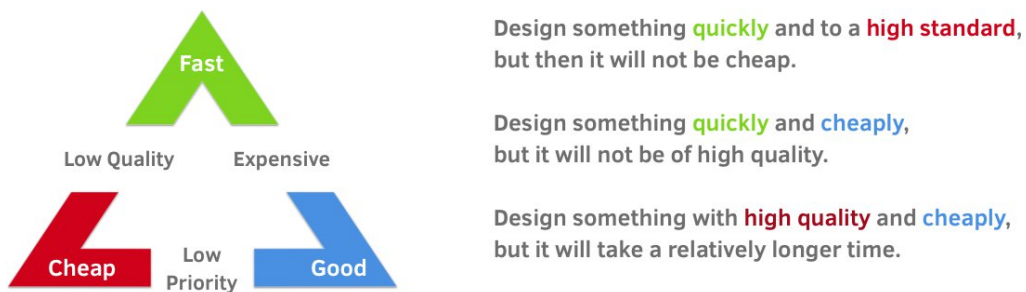 Fast
Low Quality
Expensive
Cheap
Low
Priority
Good
Design something quickly and to a high standard,
but then it will not be cheap.
Design something quickly and cheaply,
but it will not be of high quality.
Design something with high quality and cheaply,
but it will take a relatively longer time.